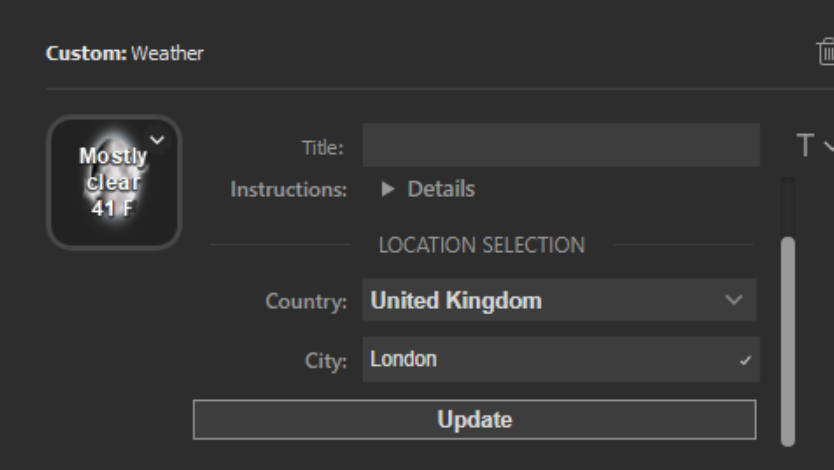 Custom: Weather
Mostly
clear
41 F
Title:
T
Instructions: ▶ Details
LOCATION SELECTION
Country: United Kingdom
City: London
Update